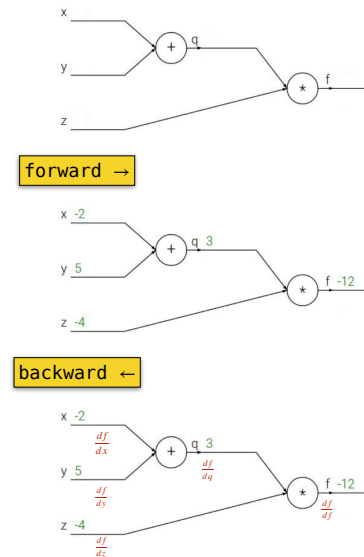 x
+ q
y
* f
z
forward →
x -2
+ q 3
y 5
* f -12
z -4
backward ←
x -2
df/dx
+ q 3
y 5
df/dq
df/dy
* f -12
z -4
df/df
df/dz